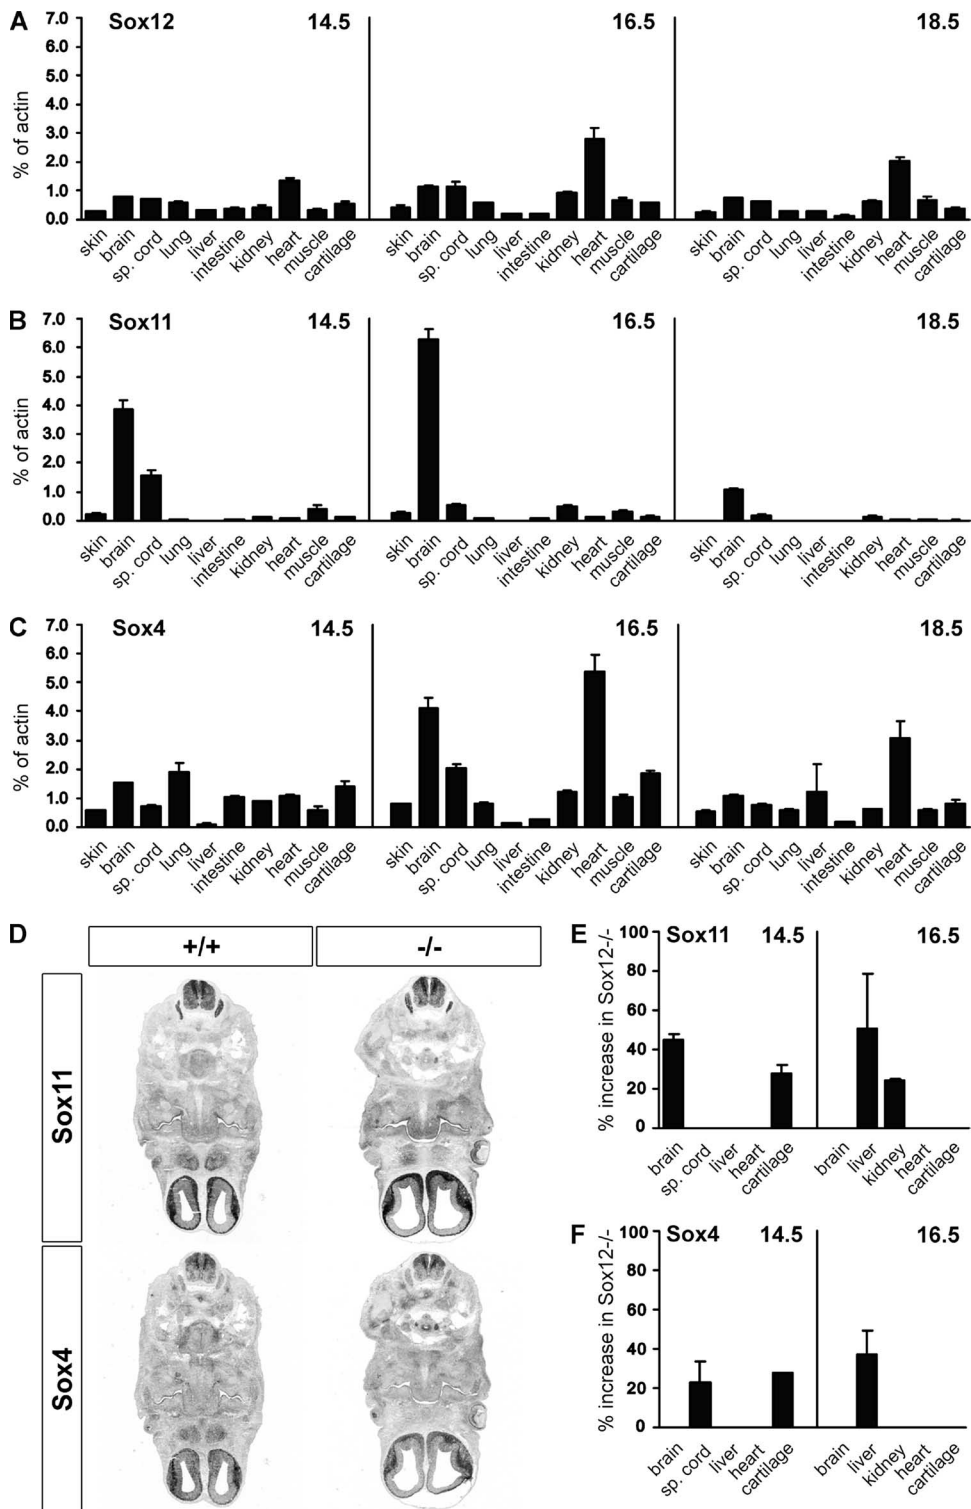 A Sox12 14.5 16.5 18.5
7.0
6.0
5.0
4.0
3.0
2.0
1.0
0.0
% of actin
skin brain sp. cord lung liver intestine kidney heart muscle cartilage skin brain sp. cord lung liver intestine kidney heart muscle cartilage skin brain sp. cord lung liver intestine kidney heart muscle cartilage
B Sox11 14.5 16.5 18.5
7.0
6.0
5.0
4.0
3.0
2.0
1.0
0.0
% of actin
skin brain sp. cord lung liver intestine kidney heart muscle cartilage skin brain sp. cord lung liver intestine kidney heart muscle cartilage skin brain sp. cord lung liver intestine kidney heart muscle cartilage
C Sox4 14.5 16.5 18.5
7.0
6.0
5.0
4.0
3.0
2.0
1.0
0.0
% of actin
skin brain sp. cord lung liver intestine kidney heart muscle cartilage skin brain sp. cord lung liver intestine kidney heart muscle cartilage skin brain sp. cord lung liver intestine kidney heart muscle cartilage
D +/+ -/-
Sox11
Sox4
E Sox11 14.5 16.5
100
80
60
40
20
0
% increase in Sox12-/-
brain sp. cord liver heart cartilage brain liver kidney heart cartilage
F Sox4 14.5 16.5
100
80
60
40
20
0
% increase in Sox12-/-
brain sp. cord liver heart cartilage brain liver kidney heart cartilage